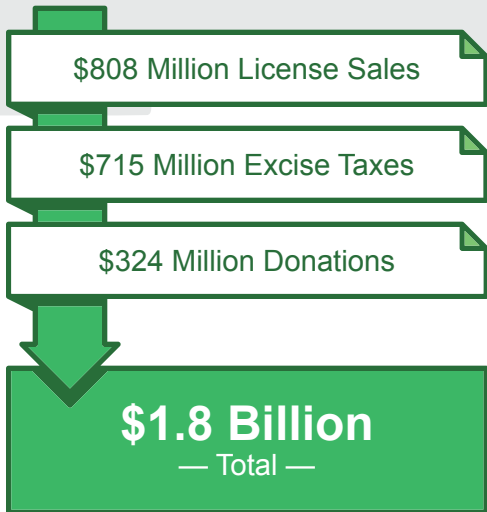 $808 Million License Sales
$715 Million Excise Taxes
$324 Million Donations
$1.8 Billion
— Total —